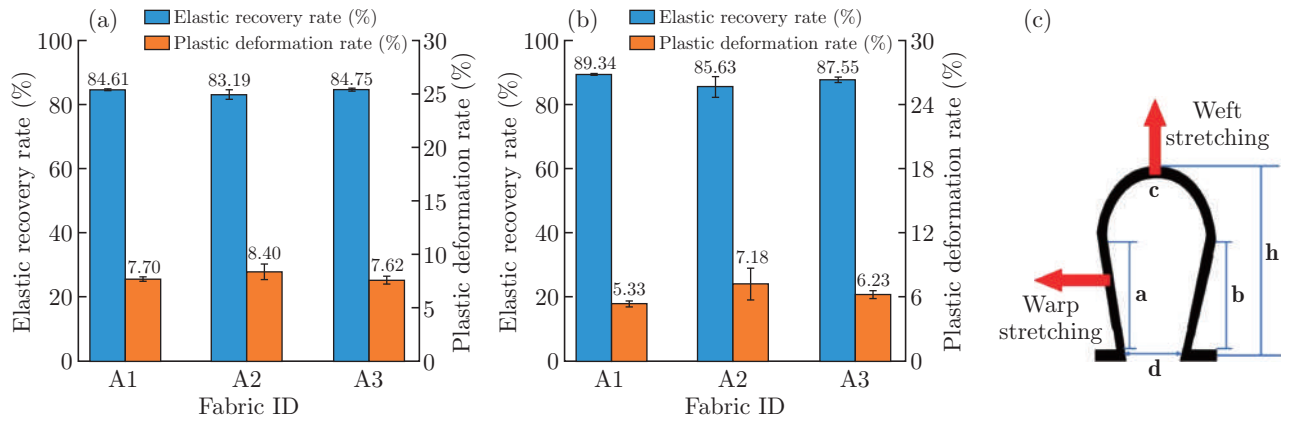 (a)
Elastic recovery rate (%)
Plastic deformation rate (%)
100
80
60
40
20
0
Elastic recovery rate (%)
84.61
83.19
84.75
7.70
8.40
7.62
30
25
20
15
10
5
0
Plastic deformation rate (%)
A1 A2 A3
Fabric ID
(b)
Elastic recovery rate (%)
Plastic deformation rate (%)
100
80
60
40
20
0
Elastic recovery rate (%)
89.34
85.63
87.55
5.33
7.18
6.23
30
24
18
12
6
0
Plastic deformation rate (%)
A1 A2 A3
Fabric ID
(c)
Weft
stretching
c
h
a
b
Warp
stretching
d